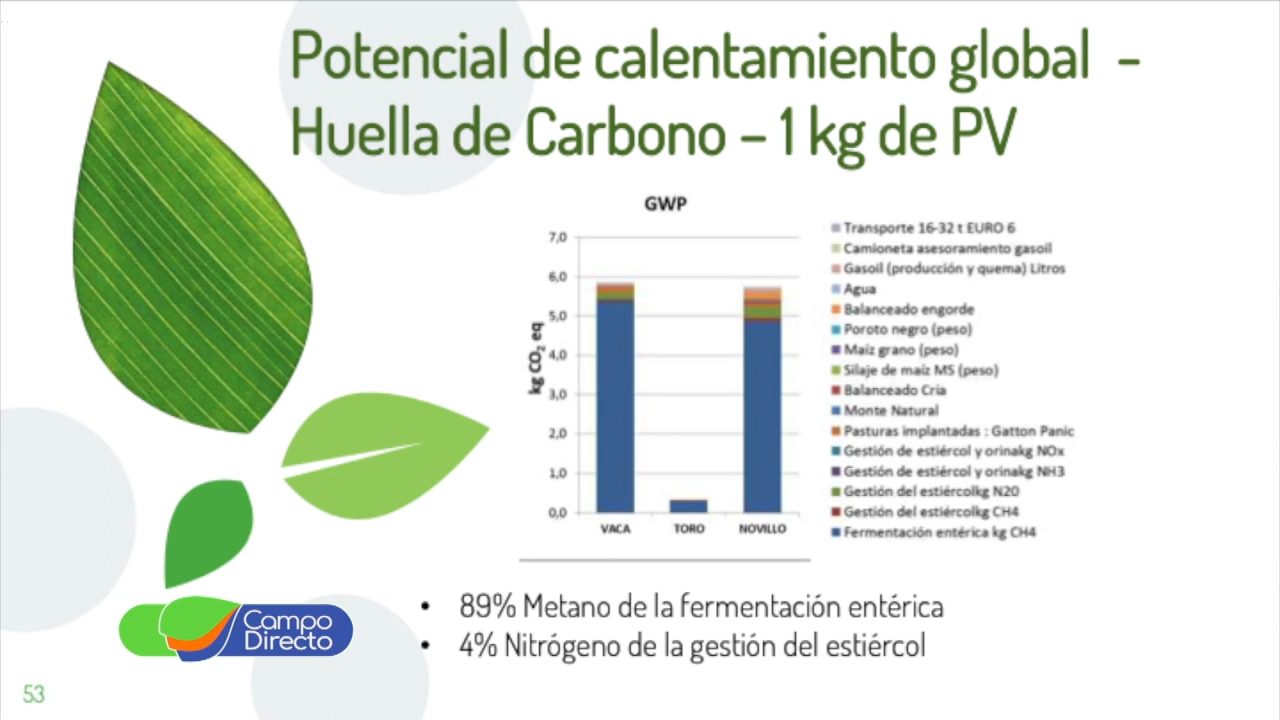 Potencial de calentamiento global –
Huella de Carbono – 1 kg de PV
GWP
7,0
6,0
5,0
4,0
3,0
2,0
1,0
0,0
kg CO₂ eq
VACA TORO NOVILLO
Transporte 16-32 t EURO 6
Camioneta asesoramiento gasoil
Gasoil (producción y quema) Litros
Agua
Balanceado engorde
Poroto negro (peso)
Maíz grano (peso)
Silaje de maíz MS (peso)
Balanceado Cría
Monte Natural
Pasturas implantadas : Gatton Panic
Gestión de estiércol y orinakg NOx
Gestión de estiércol y orinakg NH3
Gestión del estiércolkg N20
Gestión del estiércolkg CH4
Fermentación entérica kg CH4
• 89% Metano de la fermentación entérica
• 4% Nitrógeno de la gestión del estiércol
Campo
Directo
53